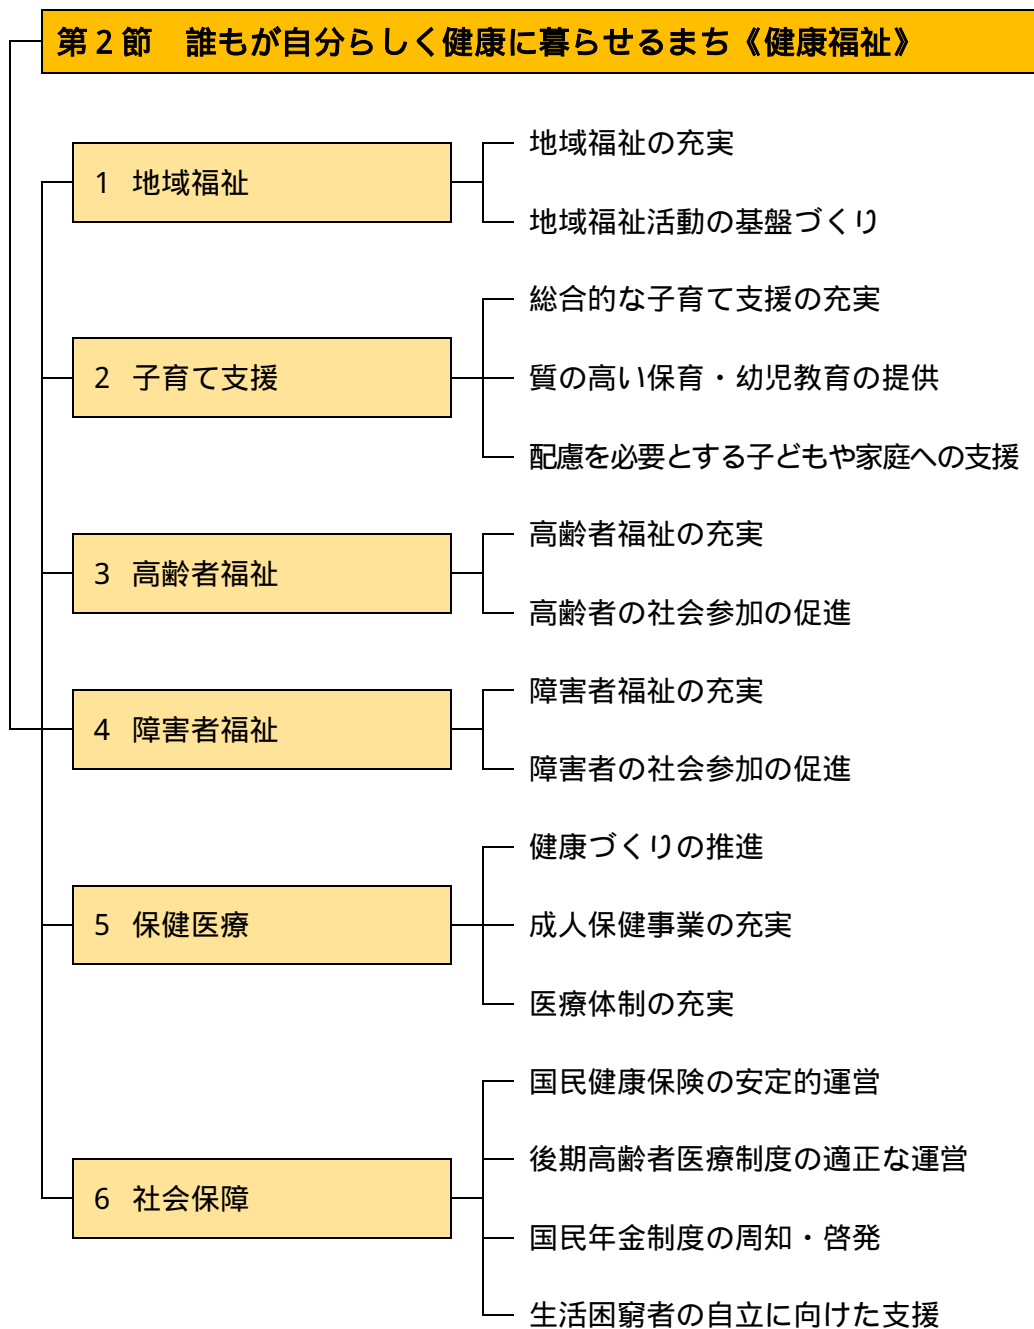 第２節　誰もが自分らしく健康に暮らせるまち《健康福祉》
1 地域福祉
地域福祉の充実
地域福祉活動の基盤づくり
2 子育て支援
総合的な子育て支援の充実
質の高い保育・幼児教育の提供
配慮を必要とする子どもや家庭への支援
3 高齢者福祉
高齢者福祉の充実
高齢者の社会参加の促進
4 障害者福祉
障害者福祉の充実
障害者の社会参加の促進
5 保健医療
健康づくりの推進
成人保健事業の充実
医療体制の充実
6 社会保障
国民健康保険の安定的運営
後期高齢者医療制度の適正な運営
国民年金制度の周知・啓発
生活困窮者の自立に向けた支援